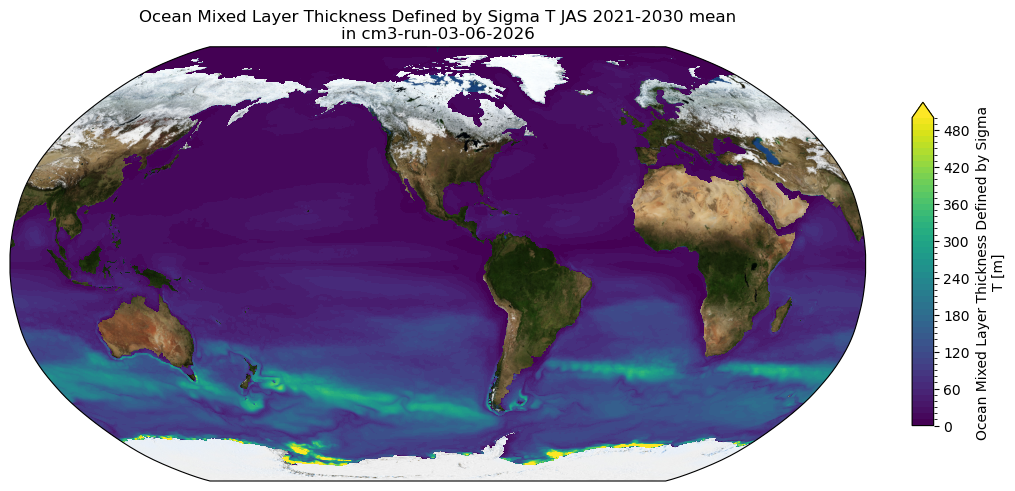 Ocean Mixed Layer Thickness Defined by Sigma T JAS 2021-2030 mean
in cm3-run-03-06-2026
480
420
360
300
240
180
120
60
0
Ocean Mixed Layer Thickness Defined by Sigma
T [m]